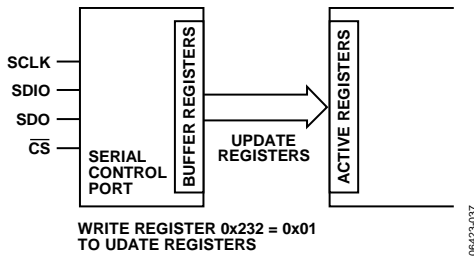 SCLK
SDIO
SDO
CS
SERIAL
CONTROL
PORT
BUFFER REGISTERS
UPDATE
REGISTERS
ACTIVE REGISTERS
WRITE REGISTER 0x232 = 0x01
TO UDATE REGISTERS
06423-037